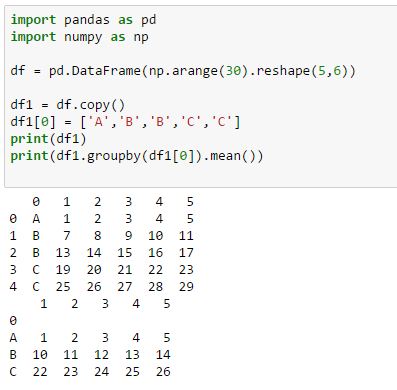 import pandas as pd
import numpy as np
df = pd.DataFrame(np.arange(30).reshape(5,6))
df1 = df.copy()
df1[0] = ['A','B','B','C','C']
print(df1)
print(df1.groupby(df1[0]).mean())
   0   1   2   3   4   5
0  A   1   2   3   4   5
1  B   7   8   9  10  11
2  B  13  14  15  16  17
3  C  19  20  21  22  23
4  C  25  26  27  28  29
    1   2   3   4   5
0
A   1   2   3   4   5
B  10  11  12  13  14
C  22  23  24  25  26